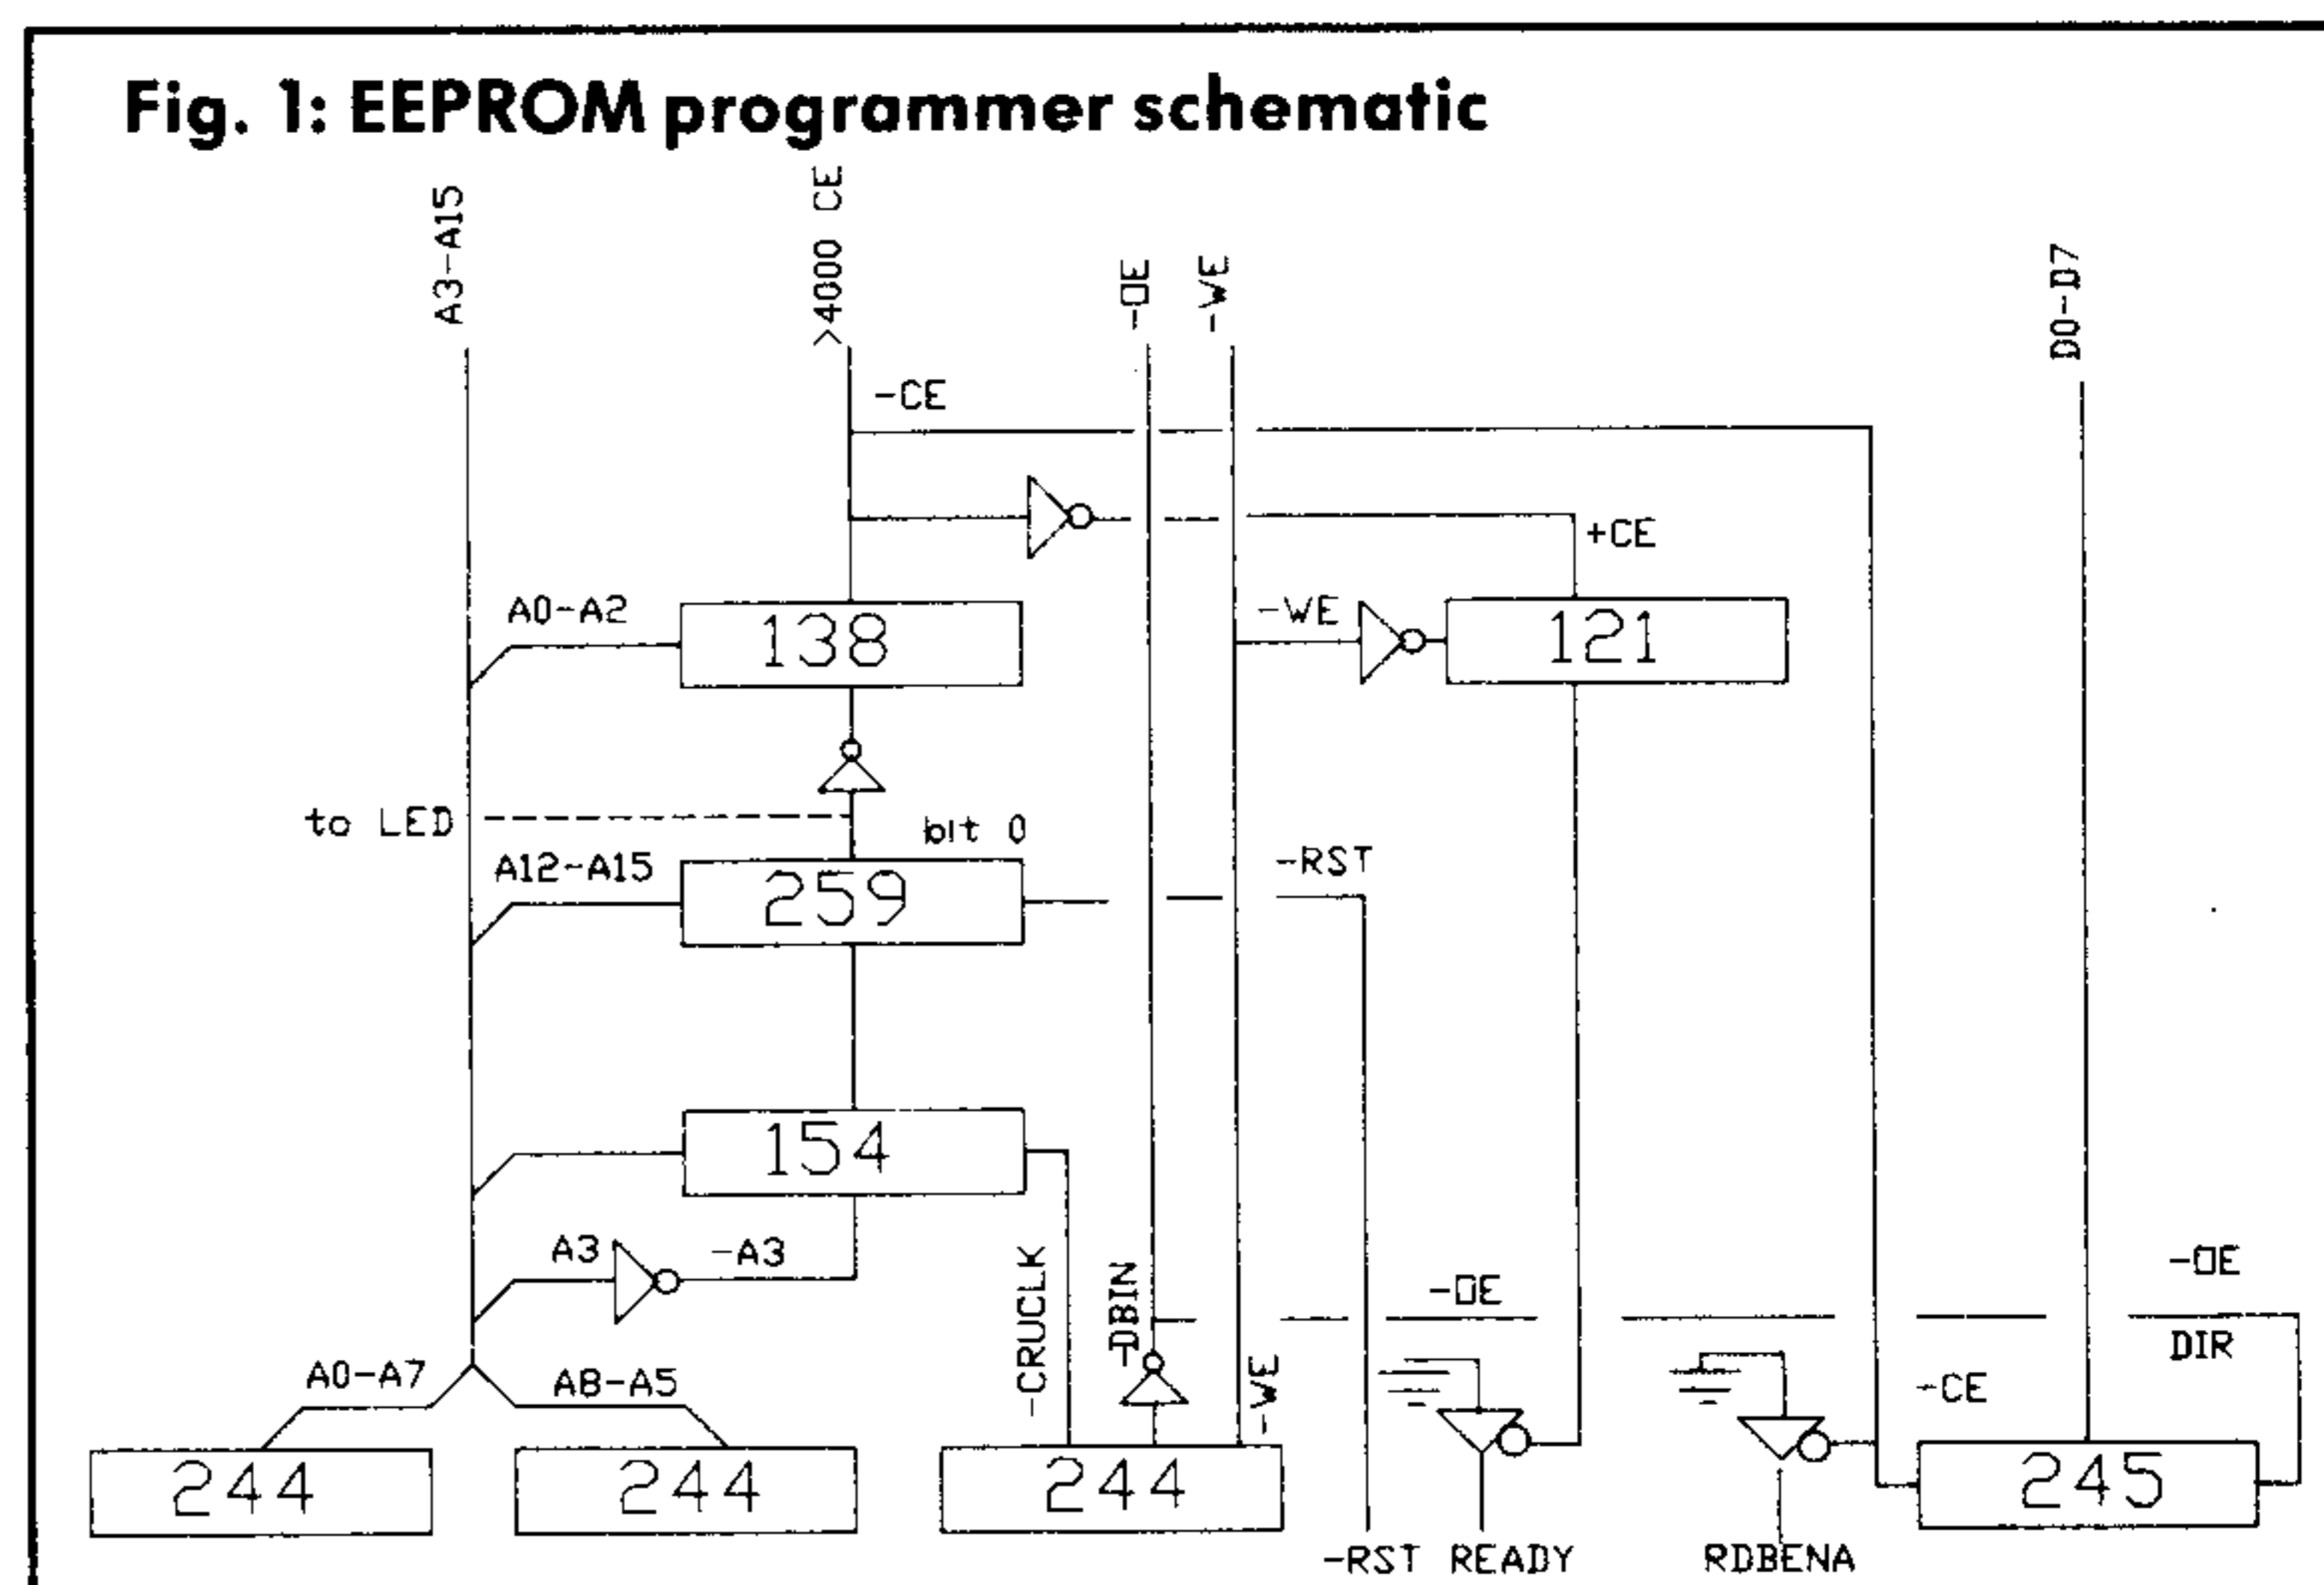 Fig. 1: EEPROM programmer schematic
A3-A15
>4000 CE
-OE
-WE
D0-D7
-CE
+CE
A0-A2
138
-WE
121
to LED
bit 0
A12-A15
259
-RST
154
A3
-A3
-CRUCLK
-DBIN
-WE
-OE
-OE
DIR
A0-A7
A8-A5
-CE
244
244
244
245
-RST READY
RDBENA